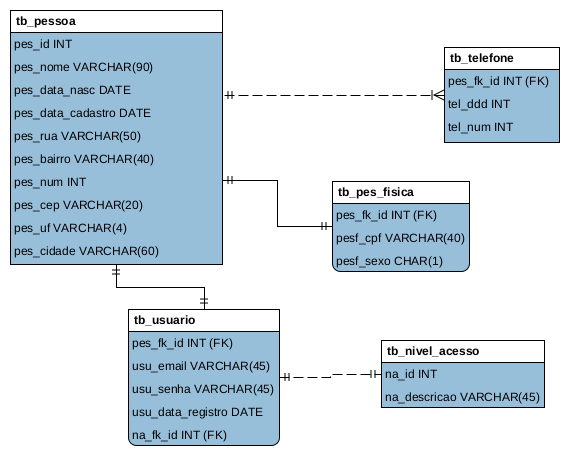 tb_pessoa
pes_id INT
pes_nome VARCHAR(90)
pes_data_nasc DATE
pes_data_cadastro DATE
pes_rua VARCHAR(50)
pes_bairro VARCHAR(40)
pes_num INT
pes_cep VARCHAR(20)
pes_uf VARCHAR(4)
pes_cidade VARCHAR(60)
tb_telefone
pes_fk_id INT (FK)
tel_ddd INT
tel_num INT
tb_pes_fisica
pes_fk_id INT (FK)
pesf_cpf VARCHAR(40)
pesf_sexo CHAR(1)
tb_usuario
pes_fk_id INT (FK)
usu_email VARCHAR(45)
usu_senha VARCHAR(45)
usu_data_registro DATE
na_fk_id INT (FK)
tb_nivel_acesso
na_id INT
na_descricao VARCHAR(45)